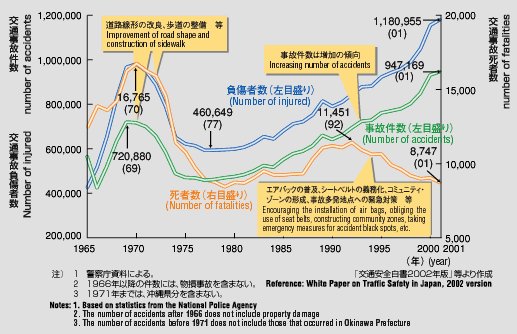 交通事故件数
number of accidents
交通事故負傷者数
Number of injured
1,200,000
1,000,000
800,000
600,000
400,000
200,000
道路線形の改良、歩道の整備 等
Improvement of road shape and
construction of sidewalk
16,765
(70)
720,880
(69)
460,649
(77)
負傷者数(左目盛り)
(Number of injured)
死者数(右目盛り)
(Number of fatalities)
事故件数は増加の傾向
Increasing number of accidents
11,451
(92)
1,180,955
(01)
947,169
(01)
事故件数(左目盛り)
(Number of accidents)
8,747
(01)
エアバックの普及、シートベルトの義務化、コミュニティ・
ゾーンの形成、事故多発地点への緊急対策 等
Encouraging the installation of air bags, obliging the
use of seat belts, constructing community zones, taking
emergency measures for accident black spots, etc.
20,000
15,000
10,000
5,000
交通事故死者数
number of fatalities
1965 1970 1975 1980 1985 1990 1995 2000 2001
(年) (year)
注) 1 警察庁資料による。
2 1966年以降の件数には、物損事故を含まない。
3 1971年までは、沖縄県分を含まない。
「交通安全白書2002年版」等より作成
Reference: White Paper on Traffic Safety in Japan, 2002 version
Notes: 1. Based on statistics from the National Police Agency
2. The number of accidents after 1966 does not include property damage
3. The number of accidents before 1971 does not include those that occurred in Okinawa Prefecture